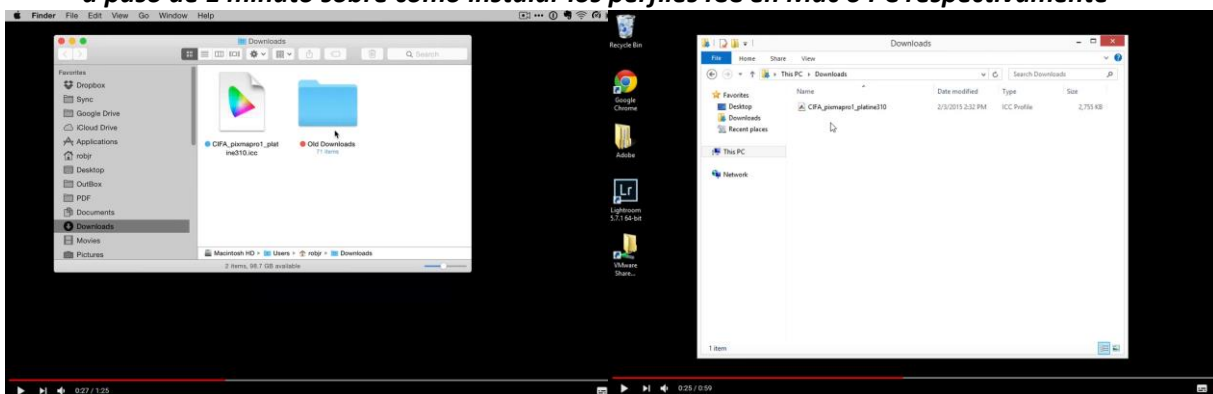 a paso de 1 minuto sobre cómo instalar los perfiles ICC en Mac o PC respectivamente
Finder File Edit View Go Window Help
Downloads
Search
Favorites
Dropbox
Sync
Google Drive
iCloud Drive
Applications
robjr
Desktop
OutBox
PDF
Documents
Downloads
Movies
Pictures
CIFA_pixmapro1_plat
ine310.icc
Old Downloads
71 items
Macintosh HD
Users
robjr
Downloads
2 items, 98.7 GB available
0:27 / 1:25
Recycle Bin
Google
Chrome
Adobe
Lr
Lightroom
5.7.1 64-bit
VMware
Share...
Downloads
File Home Share View
This PC
Downloads
Search Downloads
Favorites
Desktop
Downloads
Recent places
This PC
Network
Name Date modified Type Size
CIFA_pixmapro1_platine310 2/3/2015 2:32 PM ICC Profile 2,755 KB
1 item
0:25 / 0:59